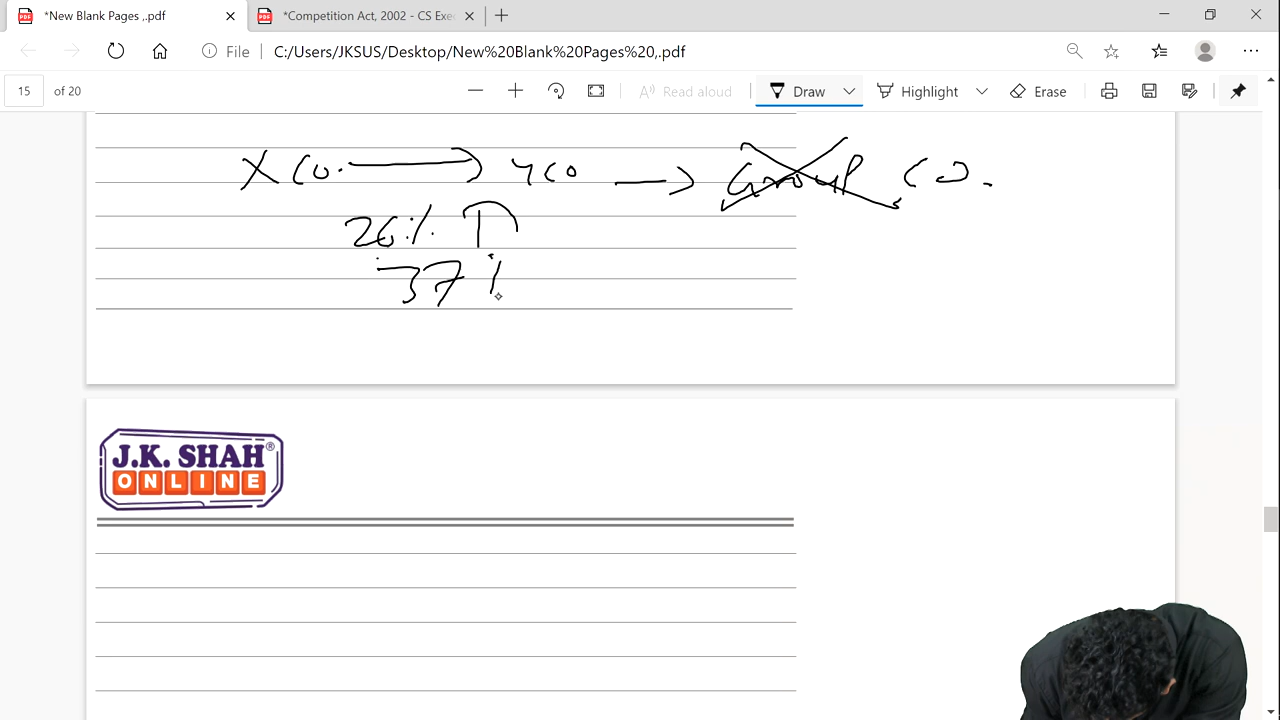 *New Blank Pages ,.pdf
*Competition Act, 2002 - CS Exe
File C:/Users/JKSUS/Desktop/New%20Blank%20Pages%20,.pdf
15 of 20
Read aloud Draw Highlight Erase
X Co. → Y Co → Group Co.
26% ↑
37%
J.K. SHAH®
ONLINE